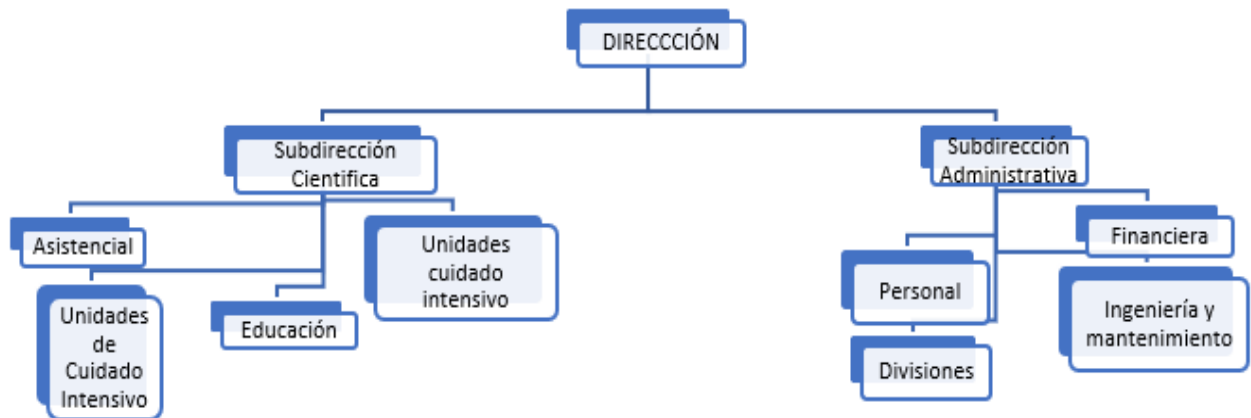 DIRECCCIÓN
Subdirección
Cientifica
Subdirección
Administrativa
Asistencial
Unidades
cuidado
intensivo
Financiera
Unidades
de
Cuidado
Intensivo
Educación
Personal
Ingeniería y
mantenimiento
Divisiones